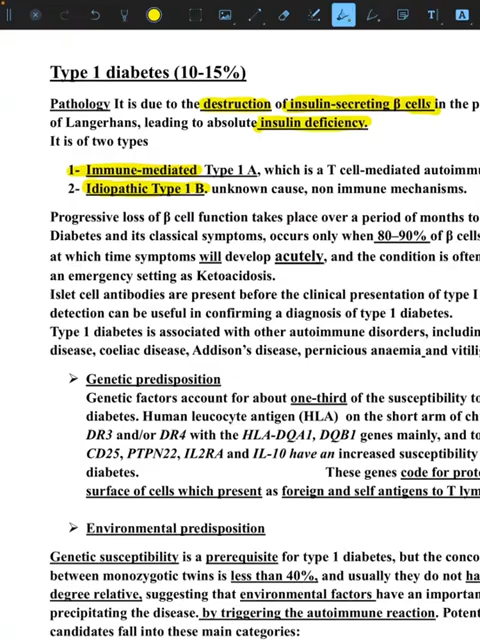 Type 1 diabetes (10-15%)
Pathology It is due to the destruction of insulin-secreting β cells in the p
of Langerhans, leading to absolute insulin deficiency.
It is of two types
1- Immune-mediated Type 1 A, which is a T cell-mediated autoimmu
2- Idiopathic Type 1 B. unknown cause, non immune mechanisms.
Progressive loss of β cell function takes place over a period of months to
Diabetes and its classical symptoms, occurs only when 80–90% of β cells
at which time symptoms will develop acutely, and the condition is often
an emergency setting as Ketoacidosis.
Islet cell antibodies are present before the clinical presentation of type I
detection can be useful in confirming a diagnosis of type 1 diabetes.
Type 1 diabetes is associated with other autoimmune disorders, includin
disease, coeliac disease, Addison’s disease, pernicious anaemia and vitilig
➢ Genetic predisposition
Genetic factors account for about one-third of the susceptibility to
diabetes. Human leucocyte antigen (HLA) on the short arm of ch
DR3 and/or DR4 with the HLA-DQA1, DQB1 genes mainly, and to
CD25, PTPN22, IL2RA and IL-10 have an increased susceptibility
diabetes. These genes code for prot
surface of cells which present as foreign and self antigens to T lym
➢ Environmental predisposition
Genetic susceptibility is a prerequisite for type 1 diabetes, but the conco
between monozygotic twins is less than 40%, and usually they do not ha
degree relative, suggesting that environmental factors have an important
precipitating the disease. by triggering the autoimmune reaction. Potent
candidates fall into these main categories: